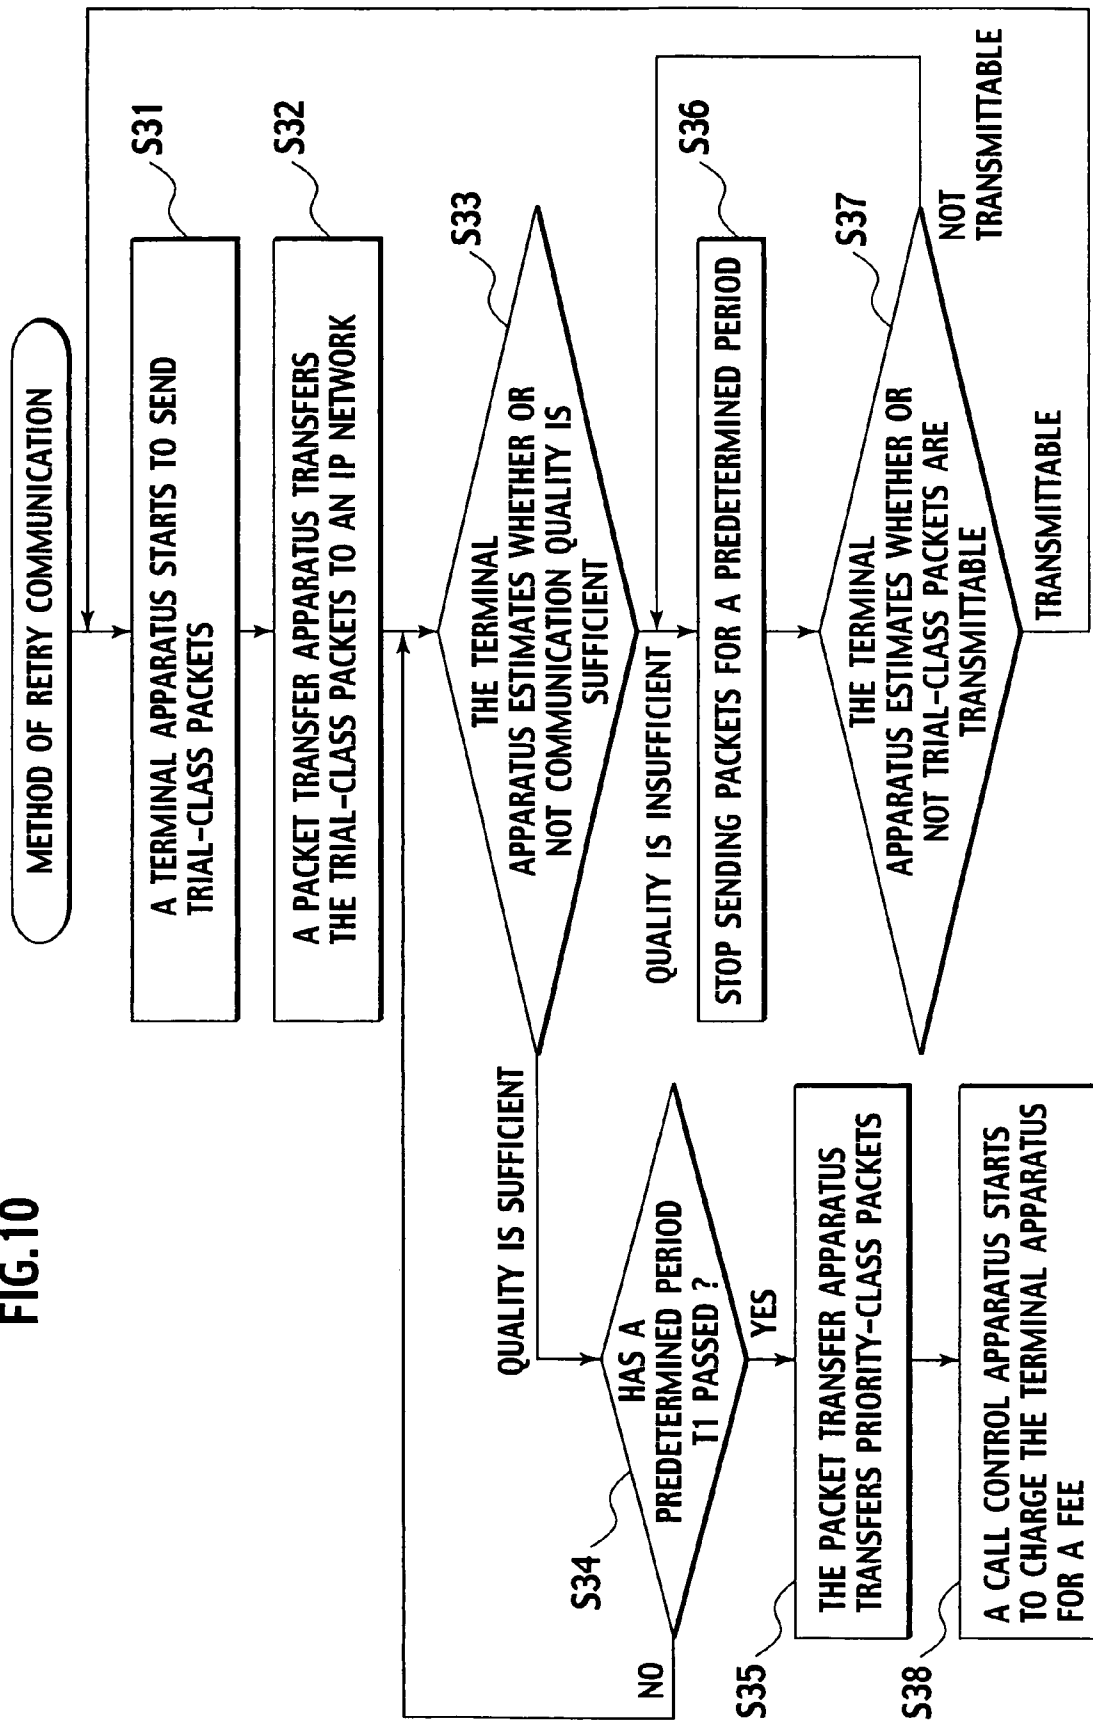 FIG.10
METHOD OF RETRY COMMUNICATION
S31
A TERMINAL APPARATUS STARTS TO SEND
TRIAL-CLASS PACKETS
S32
A PACKET TRANSFER APPARATUS TRANSFERS
THE TRIAL-CLASS PACKETS TO AN IP NETWORK
S33
THE TERMINAL
APPARATUS ESTIMATES WHETHER OR
NOT COMMUNICATION QUALITY IS
SUFFICIENT
QUALITY IS SUFFICIENT
QUALITY IS INSUFFICIENT
S34
HAS A
PREDETERMINED PERIOD
T1 PASSED ?
NO
YES
S35
THE PACKET TRANSFER APPARATUS
TRANSFERS PRIORITY-CLASS PACKETS
S38
A CALL CONTROL APPARATUS STARTS
TO CHARGE THE TERMINAL APPARATUS
FOR A FEE
S36
STOP SENDING PACKETS FOR A PREDETERMINED PERIOD
S37
THE TERMINAL
APPARATUS ESTIMATES WHETHER OR
NOT TRIAL-CLASS PACKETS ARE
TRANSMITTABLE
NOT
TRANSMITTABLE
TRANSMITTABLE